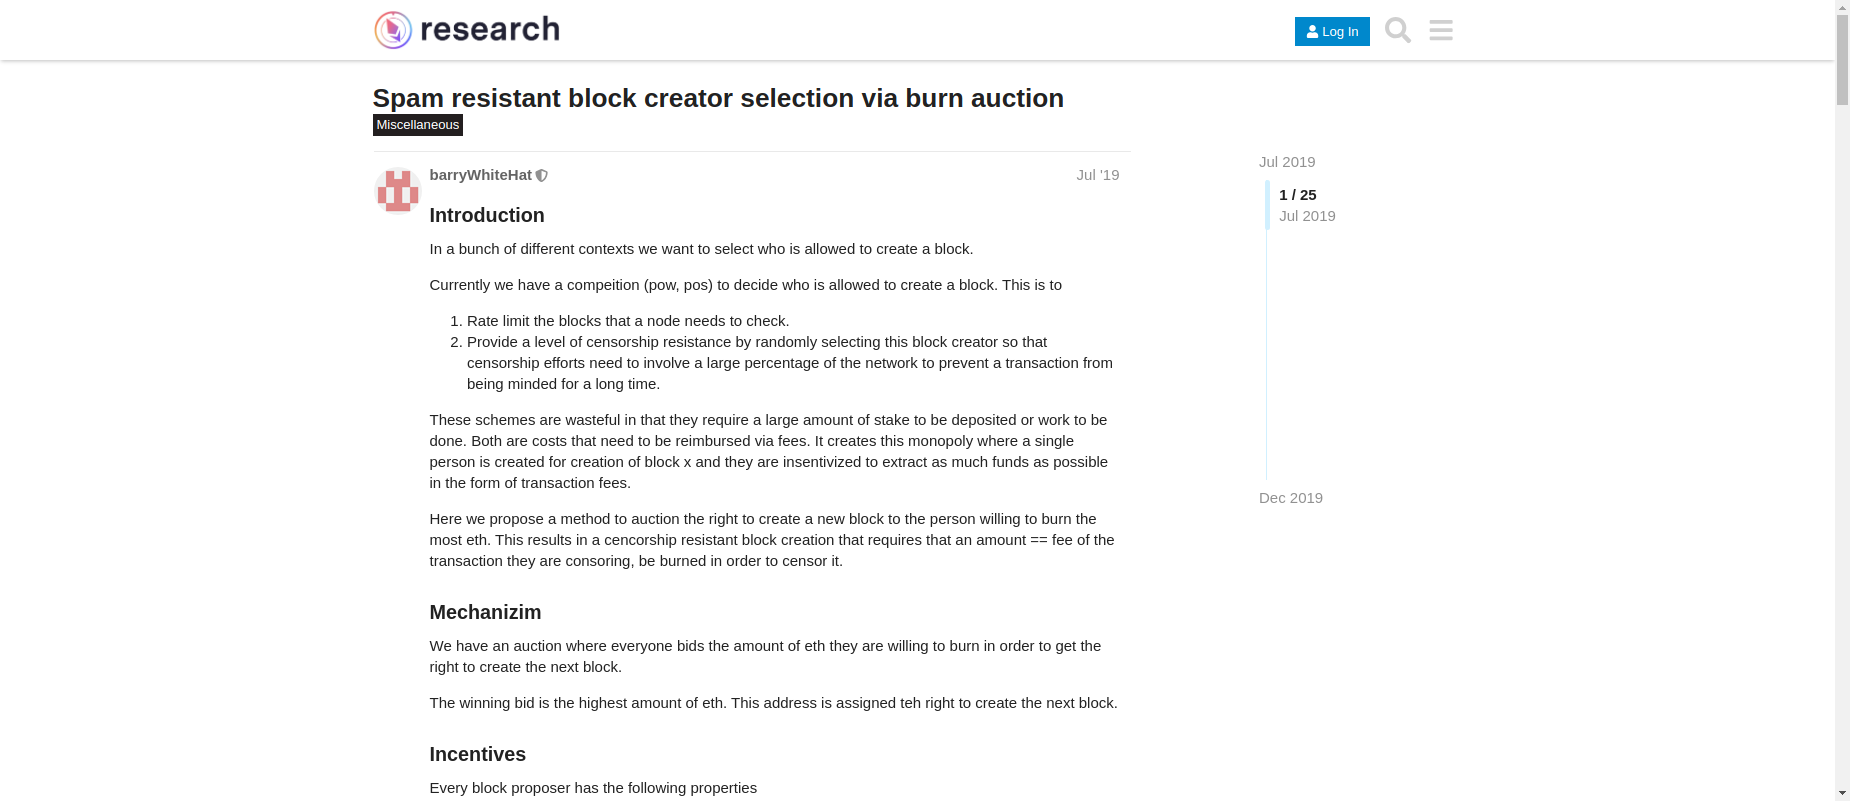 research
Log In
Spam resistant block creator selection via burn auction
Miscellaneous
barryWhiteHat
Jul '19
Jul 2019
1 / 25
Jul 2019
Dec 2019
Introduction
In a bunch of different contexts we want to select who is allowed to create a block.
Currently we have a compeition (pow, pos) to decide who is allowed to create a block. This is to
1. Rate limit the blocks that a node needs to check.
2. Provide a level of censorship resistance by randomly selecting this block creator so that
censorship efforts need to involve a large percentage of the network to prevent a transaction from
being minded for a long time.
These schemes are wasteful in that they require a large amount of stake to be deposited or work to be
done. Both are costs that need to be reimbursed via fees. It creates this monopoly where a single
person is created for creation of block x and they are insentivized to extract as much funds as possible
in the form of transaction fees.
Here we propose a method to auction the right to create a new block to the person willing to burn the
most eth. This results in a cencorship resistant block creation that requires that an amount == fee of the
transaction they are consoring, be burned in order to censor it.
Mechanizim
We have an auction where everyone bids the amount of eth they are willing to burn in order to get the
right to create the next block.
The winning bid is the highest amount of eth. This address is assigned teh right to create the next block.
Incentives
Every block proposer has the following properties